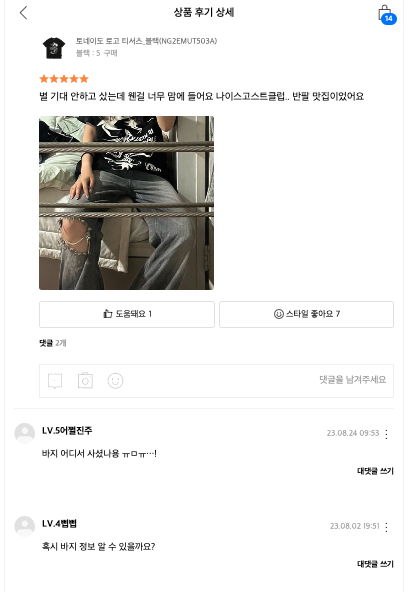 상품 후기 상세
14
토네이도 로고 티셔츠_블랙(NG2EMUT503A)
블랙 : S 구매
별 기대 안하고 샀는데 웬걸 너무 맘에 들어요 나이스고스트클럽.. 반팔 맛집이었어요
도움돼요 1
스타일 좋아요 7
댓글 2개
댓글을 남겨주세요
LV.5어쩔진주
23.08.24 09:53
바지 어디서 사셨나용 ㅠㅁㅠ…!
대댓글 쓰기
LV.4삡삡
23.08.02 19:51
혹시 바지 정보 알 수 있을까요?
대댓글 쓰기